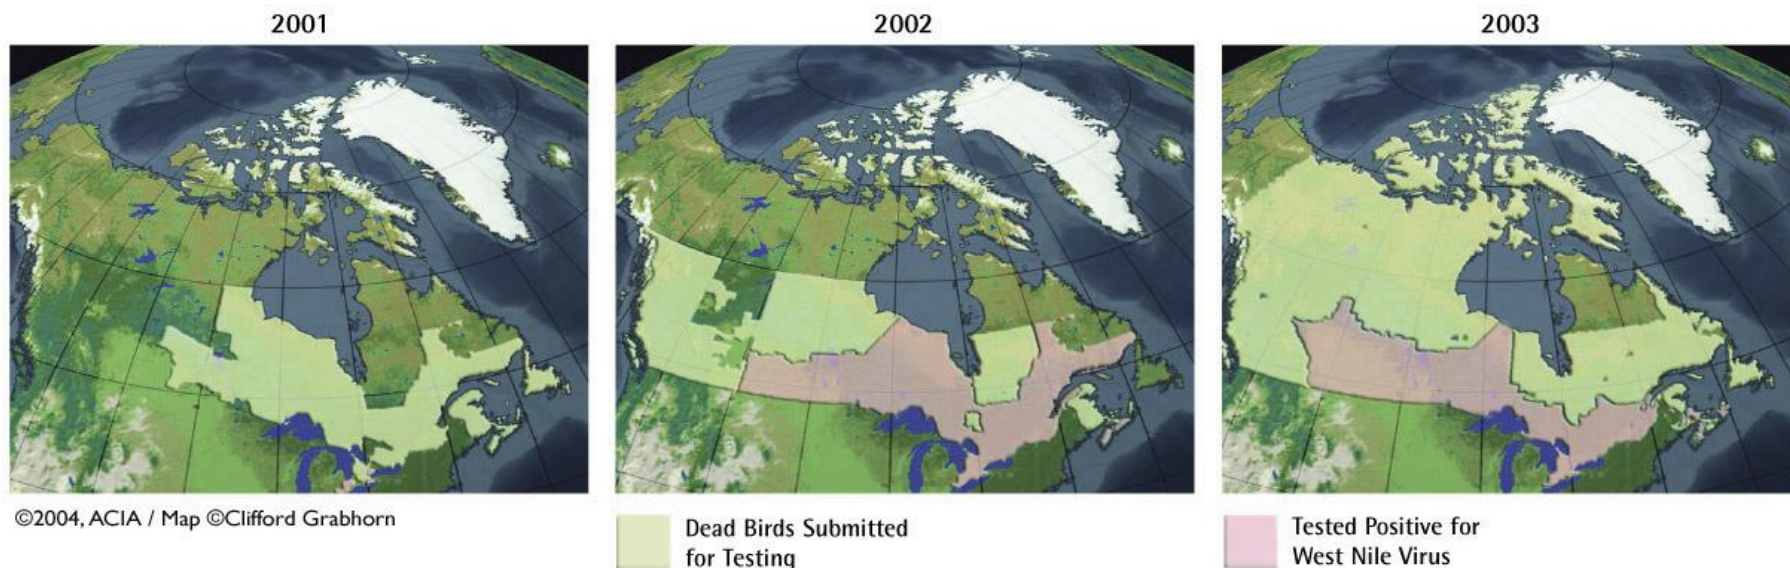 2001
2002
2003
©2004, ACIA / Map ©Clifford Grabhorn
Dead Birds Submitted
for Testing
Tested Positive for
West Nile Virus